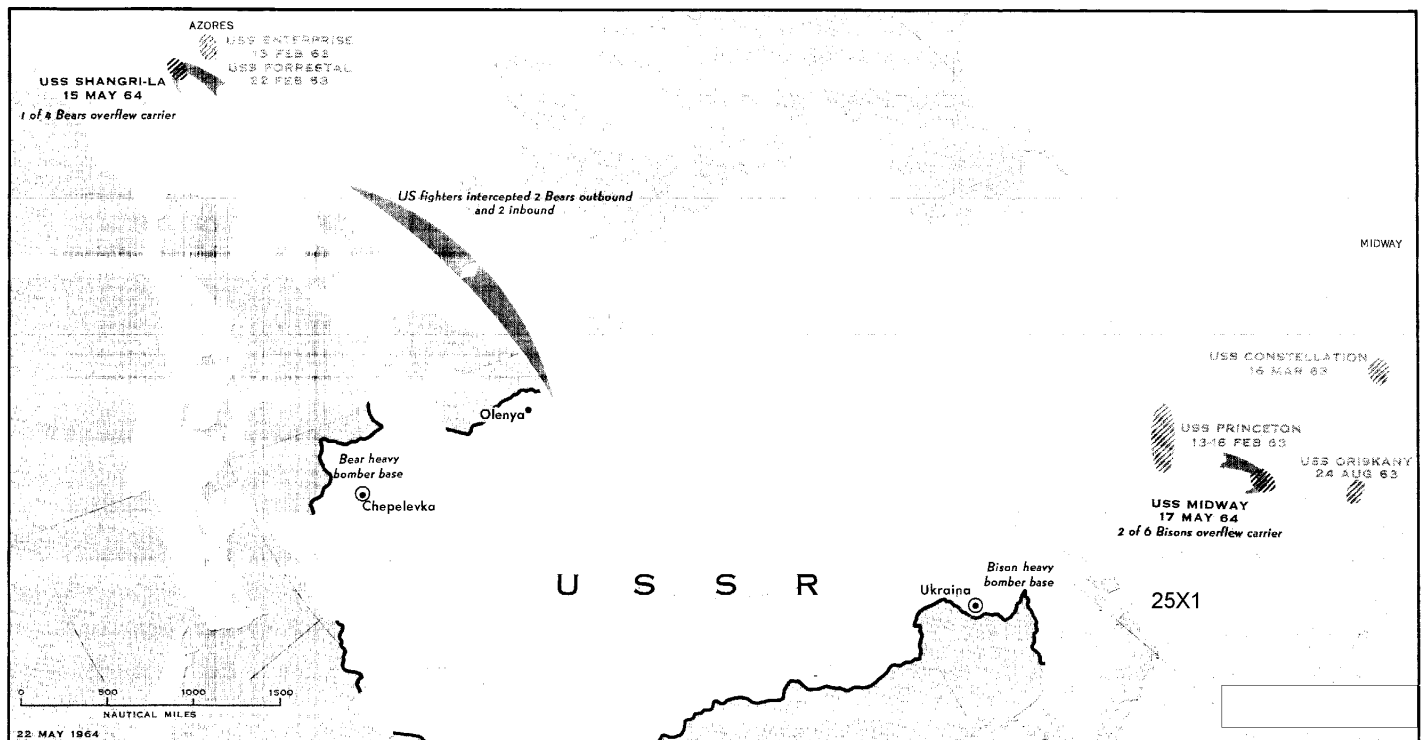 AZORES
USS ENTERPRISE
13 FEB 63
USS FORRESTAL
22 FEB 63
USS SHANGRI-LA
15 MAY 64
1 of 4 Bears overflew carrier
US fighters intercepted 2 Bears outbound
and 2 inbound
MIDWAY
USS CONSTELLATION
16 MAR 63
Olenya
USS PRINCETON
13-16 FEB 63
USS ORISKANY
24 AUG 63
Bear heavy
bomber base
Chepelevka
USS MIDWAY
17 MAY 64
2 of 6 Bisons overflew carrier
USSR
Bison heavy
bomber base
Ukraina
25X1
0 500 1000 1500
NAUTICAL MILES
22 MAY 1964